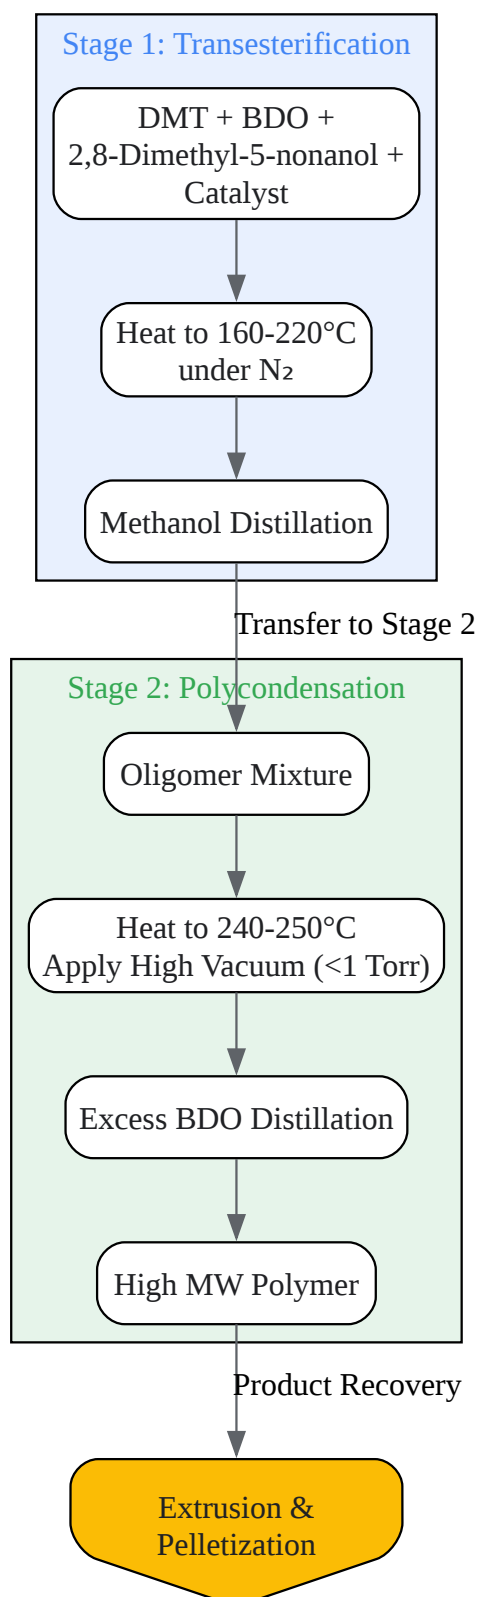 Stage 1: Transesterification
DMT + BDO +
2,8-Dimethyl-5-nonanol +
Catalyst
Heat to 160-220°C
under N₂
Methanol Distillation
Transfer to Stage 2
Stage 2: Polycondensation
Oligomer Mixture
Heat to 240-250°C
Apply High Vacuum (<1 Torr)
Excess BDO Distillation
High MW Polymer
Product Recovery
Extrusion &
Pelletization